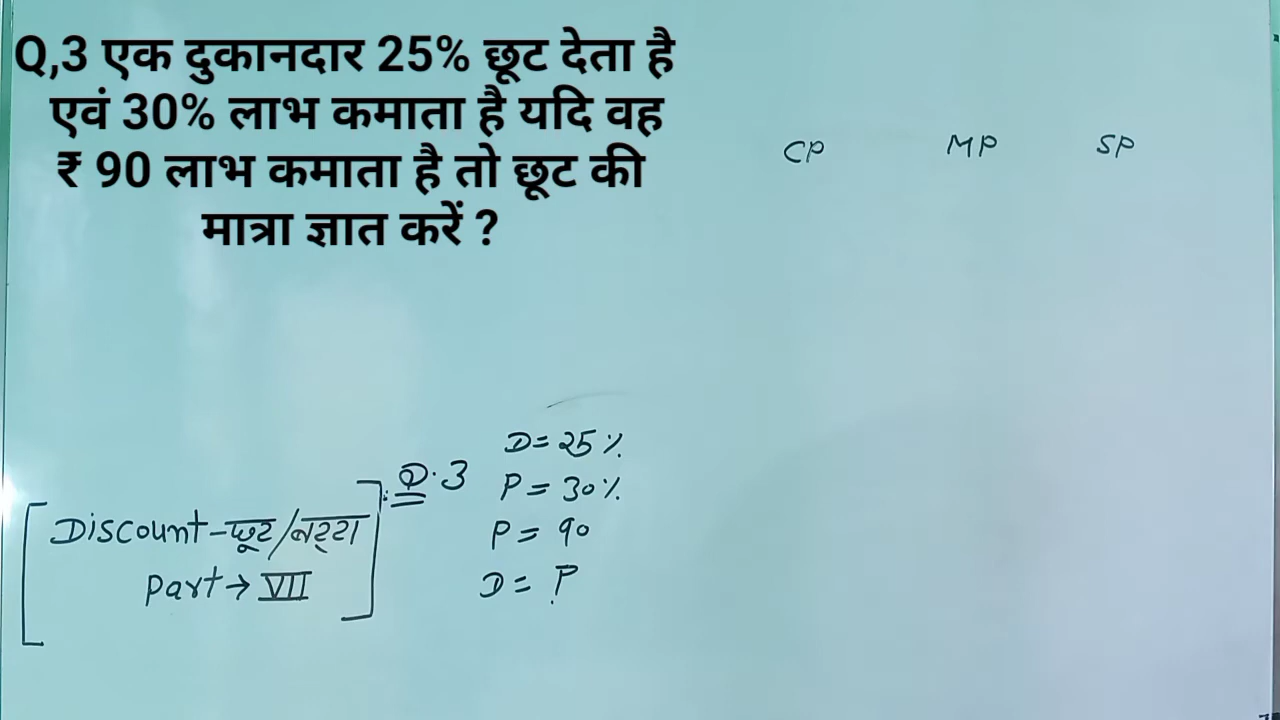 Q,3 एक दुकानदार 25% छूट देता है
एवं 30% लाभ कमाता है यदि वह
₹ 90 लाभ कमाता है तो छूट की
मात्रा ज्ञात करें ?
CP MP SP
Q.3
D = 25%
P = 30%
P = 90
D = ?
Discount-छूट/बट्टा
Part→VII